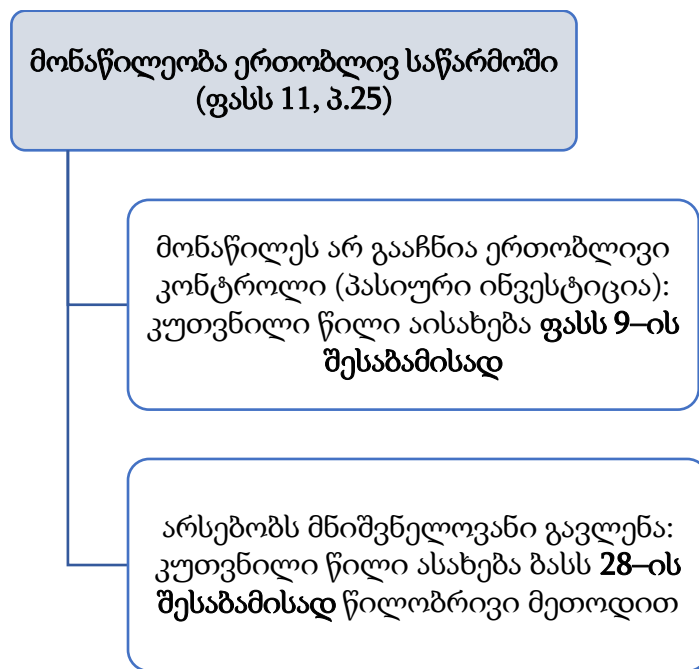 მონაწილეობა ერთობლივ საწარმოში
(ფასს 11, პ.25)
მონაწილეს არ გააჩნია ერთობლივი
კონტროლი (პასიური ინვესტიცია):
კუთვნილი წილი აისახება ფასს 9–ის
შესაბამისად
არსებობს მნიშვნელოვანი გავლენა:
კუთვნილი წილი ასახება ბასს 28–ის
შესაბამისად წილობრივი მეთოდით